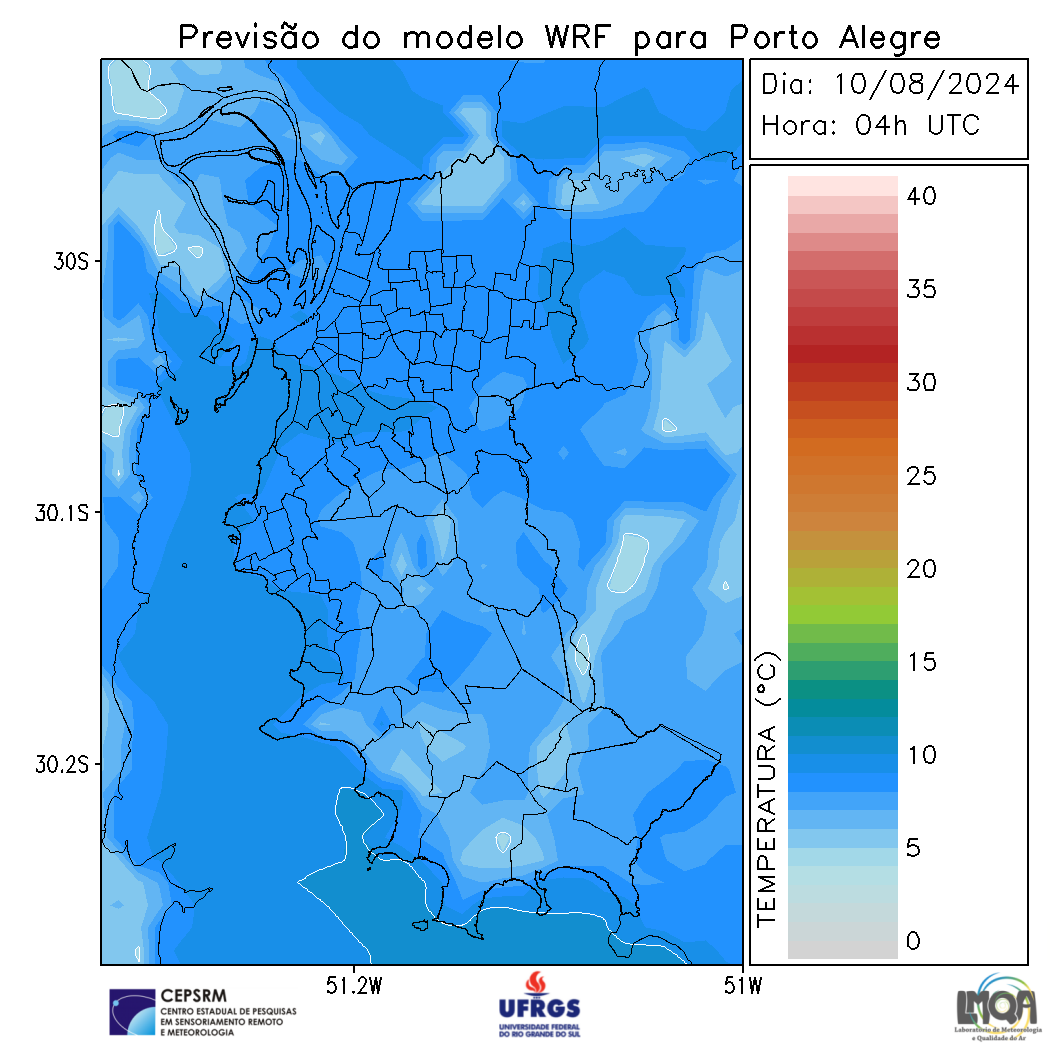 Previsão do modelo WRF para Porto Alegre
Dia: 10/08/2024
Hora: 04h UTC
40
35
30
25
20
15
10
5
0
TEMPERATURA (°C)
30S
30.1S
30.2S
51.2W
51W
CEPSRM
CENTRO ESTADUAL DE PESQUISAS
EM SENSORIAMENTO REMOTO
E METEOROLOGIA
UFRGS
UNIVERSIDADE FEDERAL
DO RIO GRANDE DO SUL
LMQA
Laboratório de Meteorologia
e Qualidade do Ar